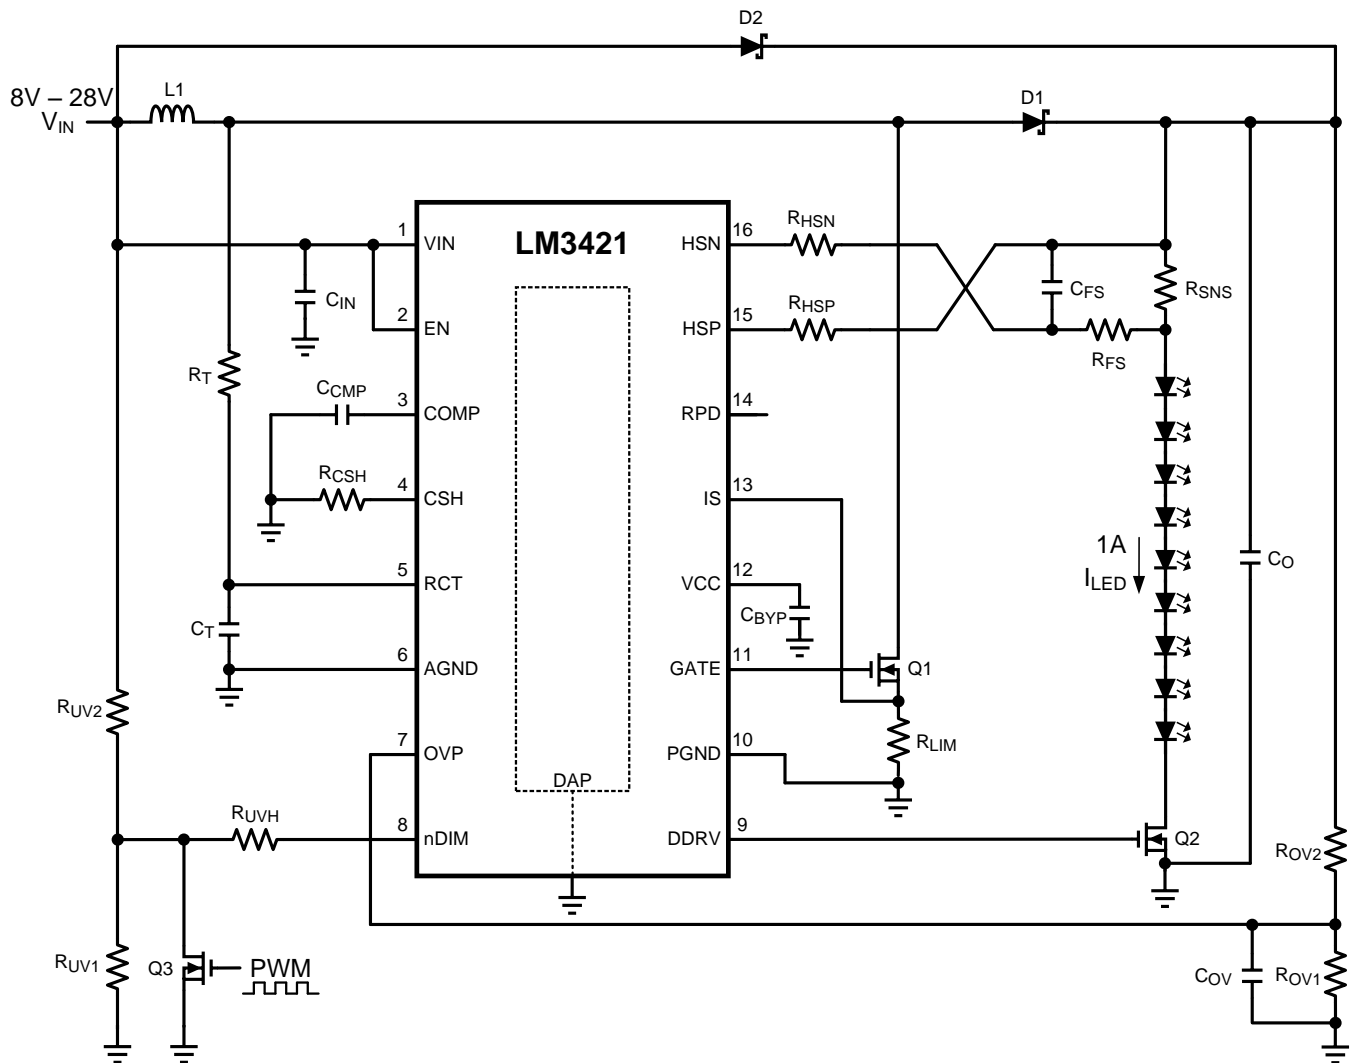 D2
8V – 28V
VIN
L1
D1
LM3421
1 VIN
2 EN
3 COMP
4 CSH
5 RCT
6 AGND
7 OVP
8 nDIM
16 HSN
15 HSP
14 RPD
13 IS
12 VCC
11 GATE
10 PGND
9 DDRV
DAP
CIN
RT
CCMP
RCSH
CT
RUV2
RUVH
RUV1
Q3
PWM
RHSN
RHSP
CFS
RSNS
RFS
1A
ILED
CO
CBYP
Q1
RLIM
Q2
ROV2
COV
ROV1